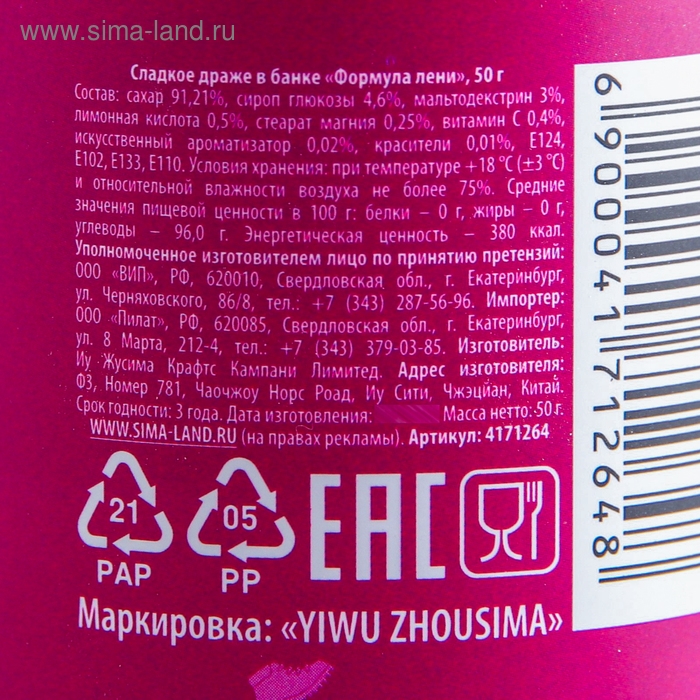 www.sima-land.ru
Сладкое драже в банке «Формула лени», 50 г
Состав: сахар 91,21%, сироп глюкозы 4,6%, мальтодекстрин 3%,
лимонная кислота 0,5%, стеарат магния 0,25%, витамин С 0,4%,
искусственный ароматизатор 0,02%, красители 0,01%, Е124,
Е102, Е133, Е110. Условия хранения: при температуре +18 °С (±3 °С)
и относительной влажности воздуха не более 75%. Средние
значения пищевой ценности в 100 г: белки – 0 г, жиры – 0 г,
углеводы – 96,0 г. Энергетическая ценность – 380 ккал.
Уполномоченное изготовителем лицо по принятию претензий:
ООО «ВИП», РФ, 620010, Свердловская обл., г. Екатеринбург,
ул. Черняховского, 86/8, тел.: +7 (343) 287-56-96. Импортер:
ООО «Пилат», РФ, 620085, Свердловская обл., г. Екатеринбург,
ул. 8 Марта, 212-4, тел.: +7 (343) 379-03-85. Изготовитель:
Иу Жусима Крафтс Кампани Лимитед. Адрес изготовителя:
Ф3, Номер 781, Чаочжоу Норс Роад, Иу Сити, Чжэцйан, Китай.
Срок годности: 3 года. Дата изготовления: Масса нетто: 50 г.
WWW.SIMA-LAND.RU (на правах рекламы). Артикул: 4171264
21
PAP
05
PP
EAC
Маркировка: «YIWU ZHOUSIMA»
6 900041 712648